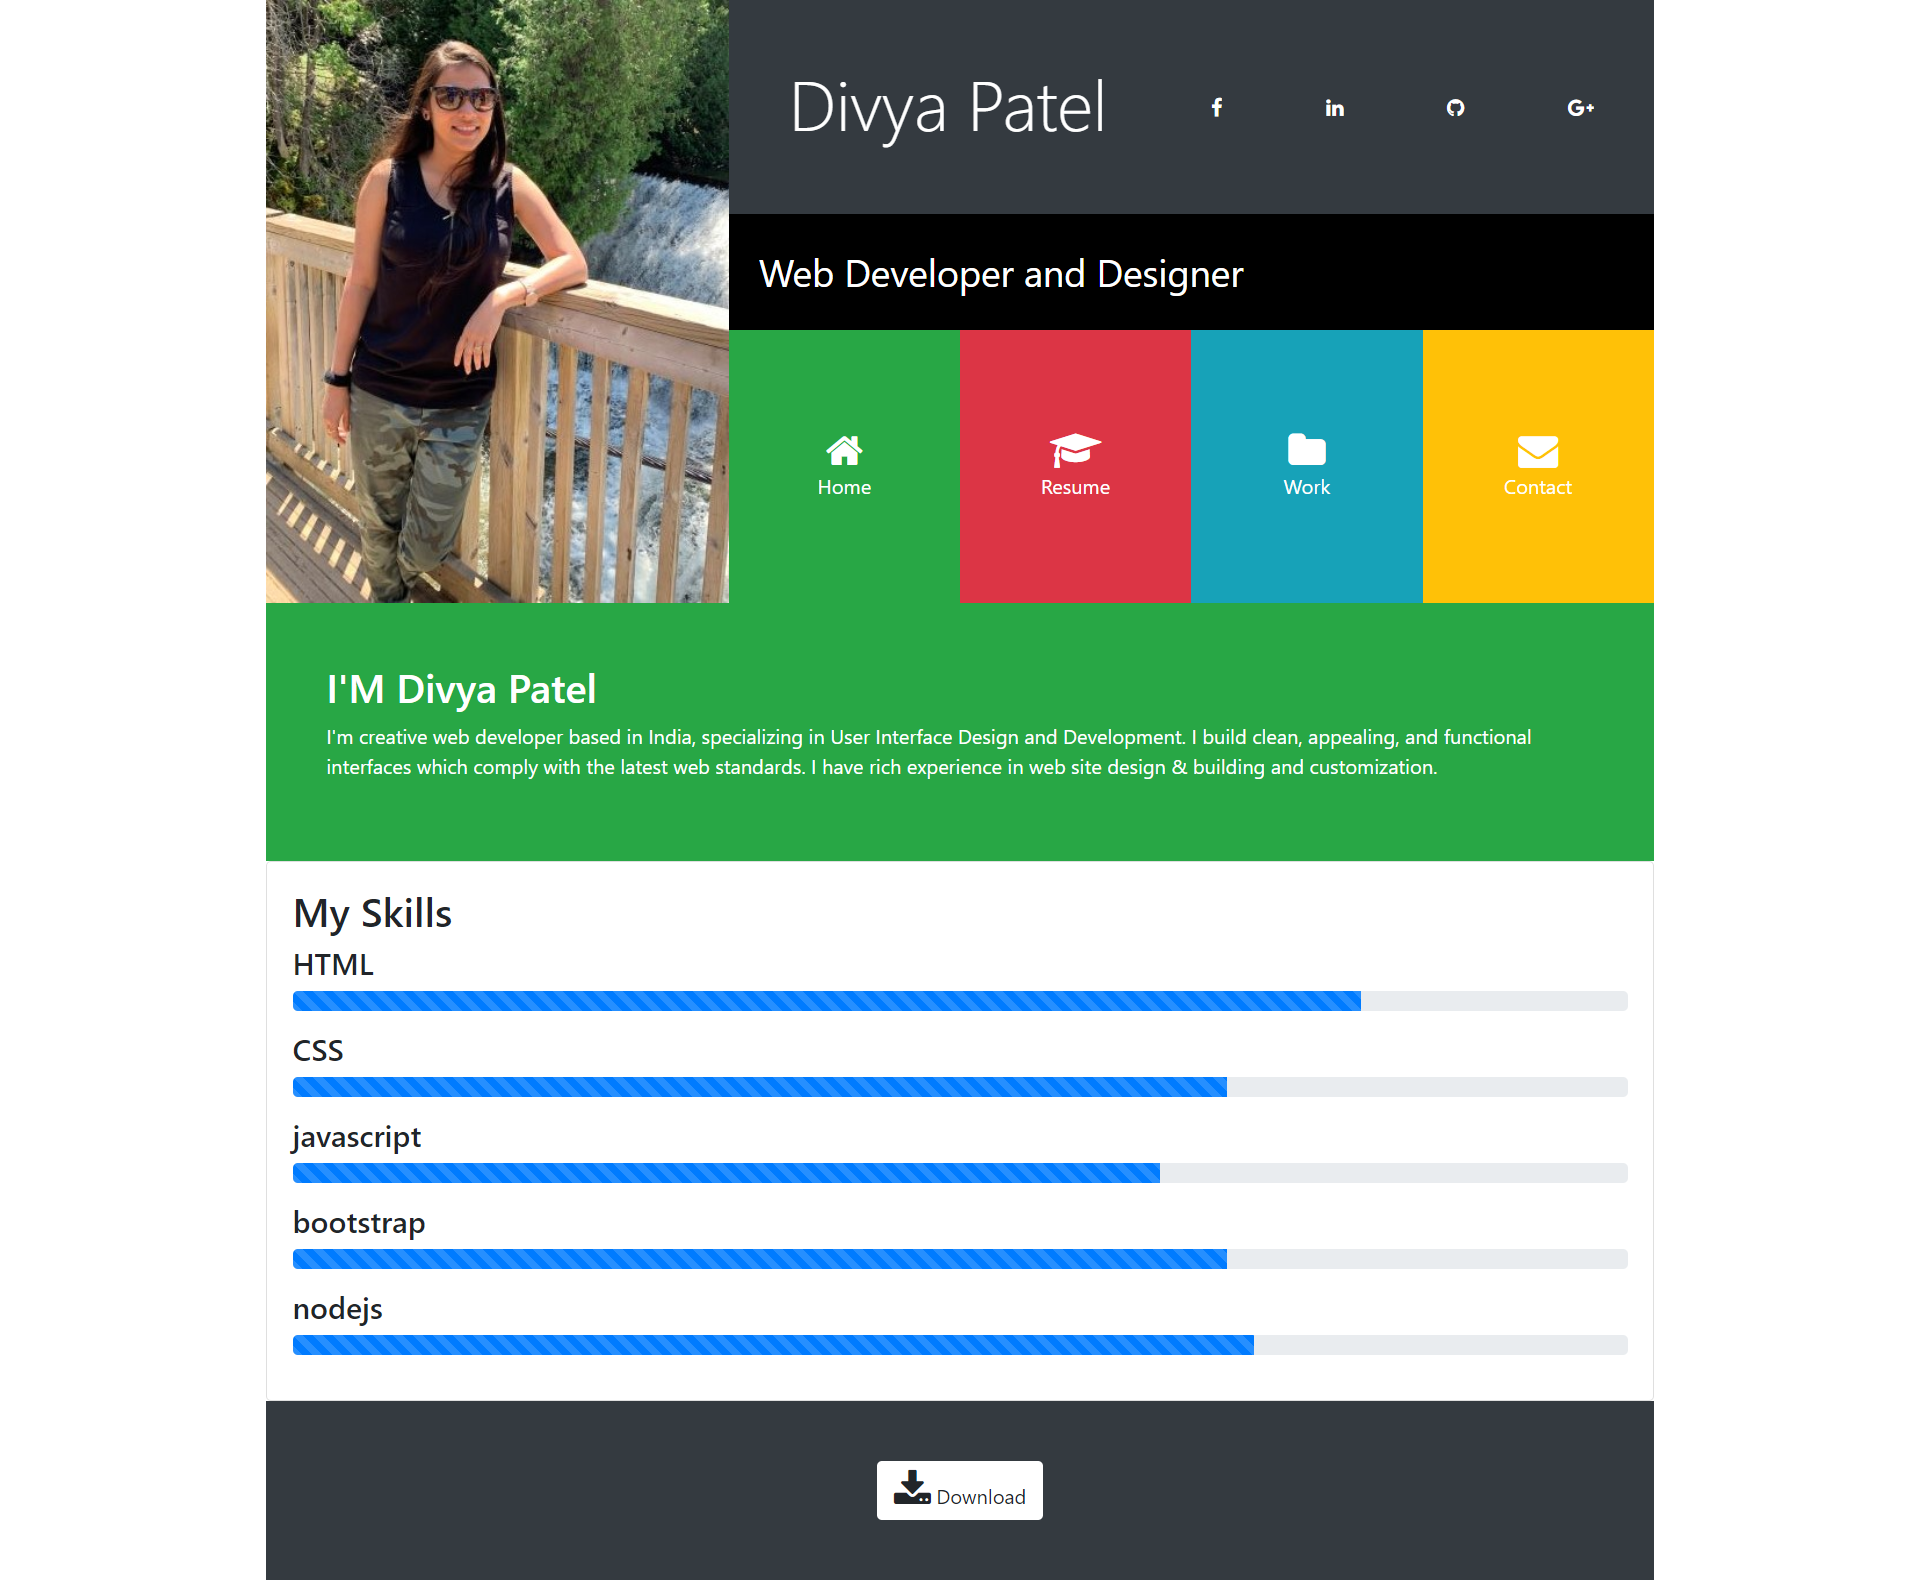 Divya Patel
Web Developer and Designer
Home
Resume
Work
Contact
I'M Divya Patel
I'm creative web developer based in India, specializing in User Interface Design and Development. I build clean, appealing, and functional
interfaces which comply with the latest web standards. I have rich experience in web site design & building and customization.
My Skills
HTML
CSS
javascript
bootstrap
nodejs
Download